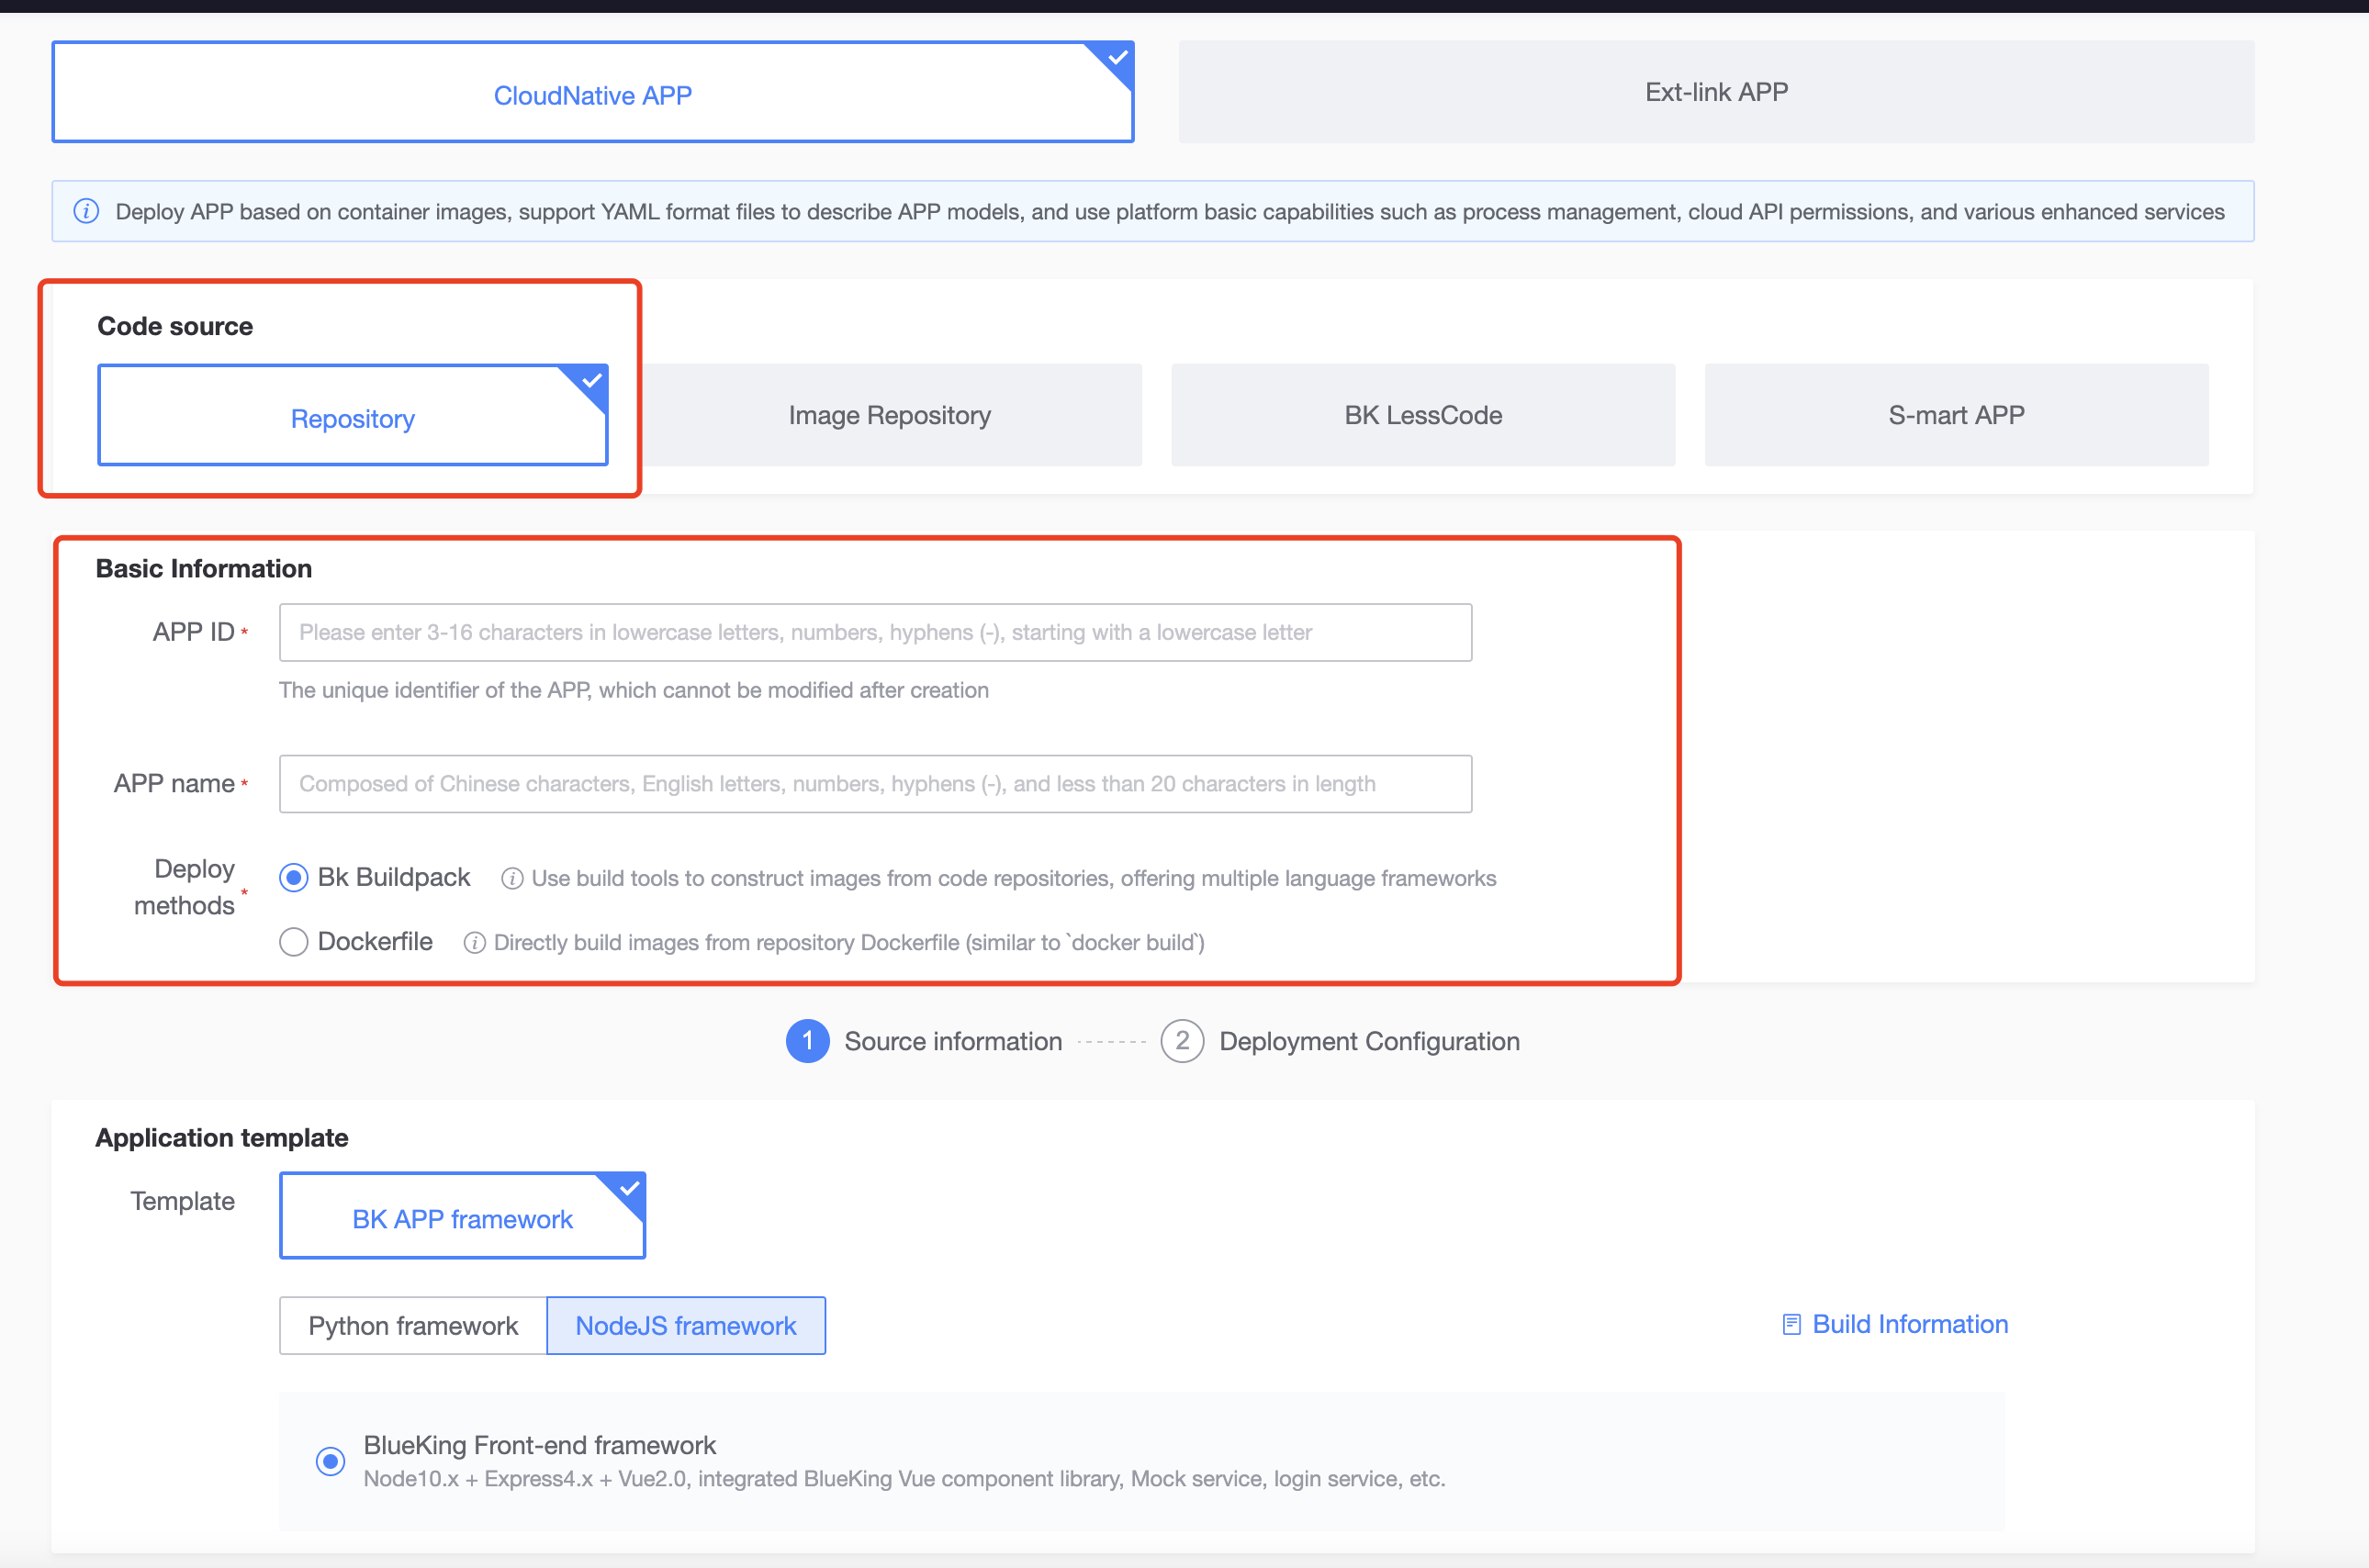 CloudNative APP
Ext-link APP
Deploy APP based on container images, support YAML format files to describe APP models, and use platform basic capabilities such as process management, cloud API permissions, and various enhanced services
Code source
Repository
Image Repository
BK LessCode
S-mart APP
Basic Information
APP ID *
Please enter 3-16 characters in lowercase letters, numbers, hyphens (-), starting with a lowercase letter
The unique identifier of the APP, which cannot be modified after creation
APP name *
Composed of Chinese characters, English letters, numbers, hyphens (-), and less than 20 characters in length
Deploy
methods *
Bk Buildpack
Use build tools to construct images from code repositories, offering multiple language frameworks
Dockerfile
Directly build images from repository Dockerfile (similar to `docker build`)
1 Source information
2 Deployment Configuration
Application template
Template
BK APP framework
Python framework
NodeJS framework
Build Information
BlueKing Front-end framework
Node10.x + Express4.x + Vue2.0, integrated BlueKing Vue component library, Mock service, login service, etc.